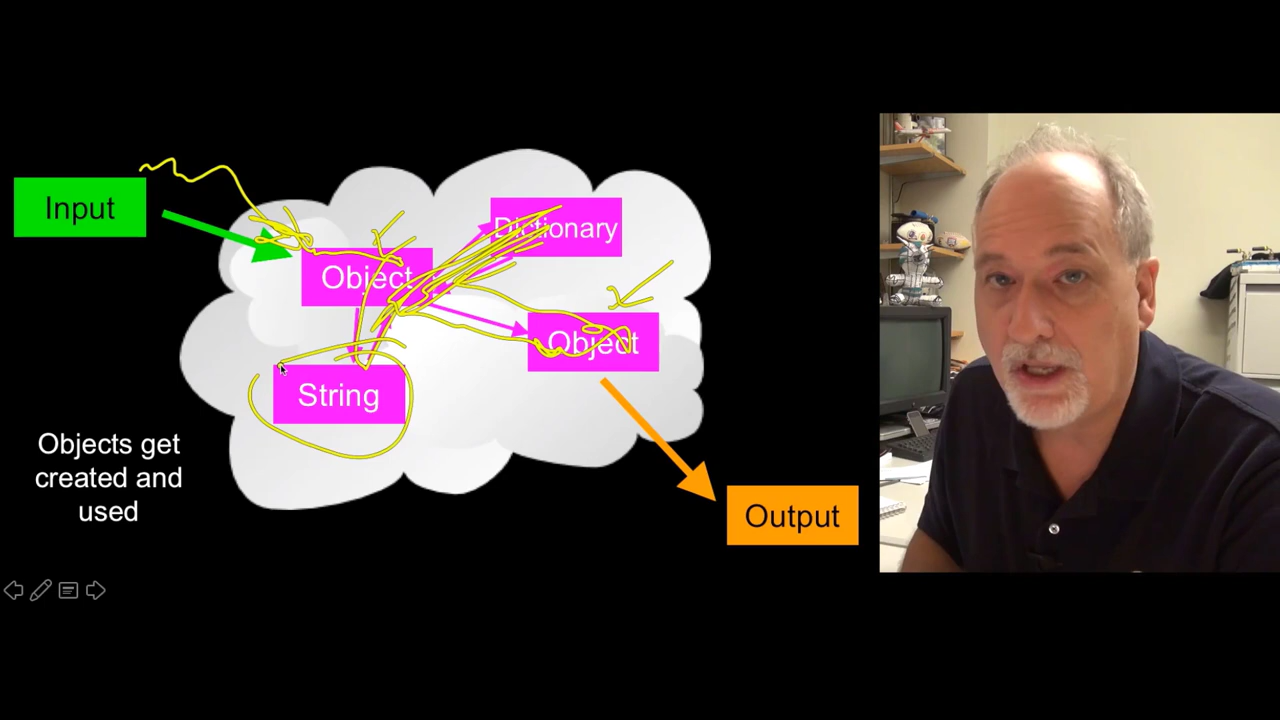 Input
Dictionary
Object
Object
String
Objects get
created and
used
Output